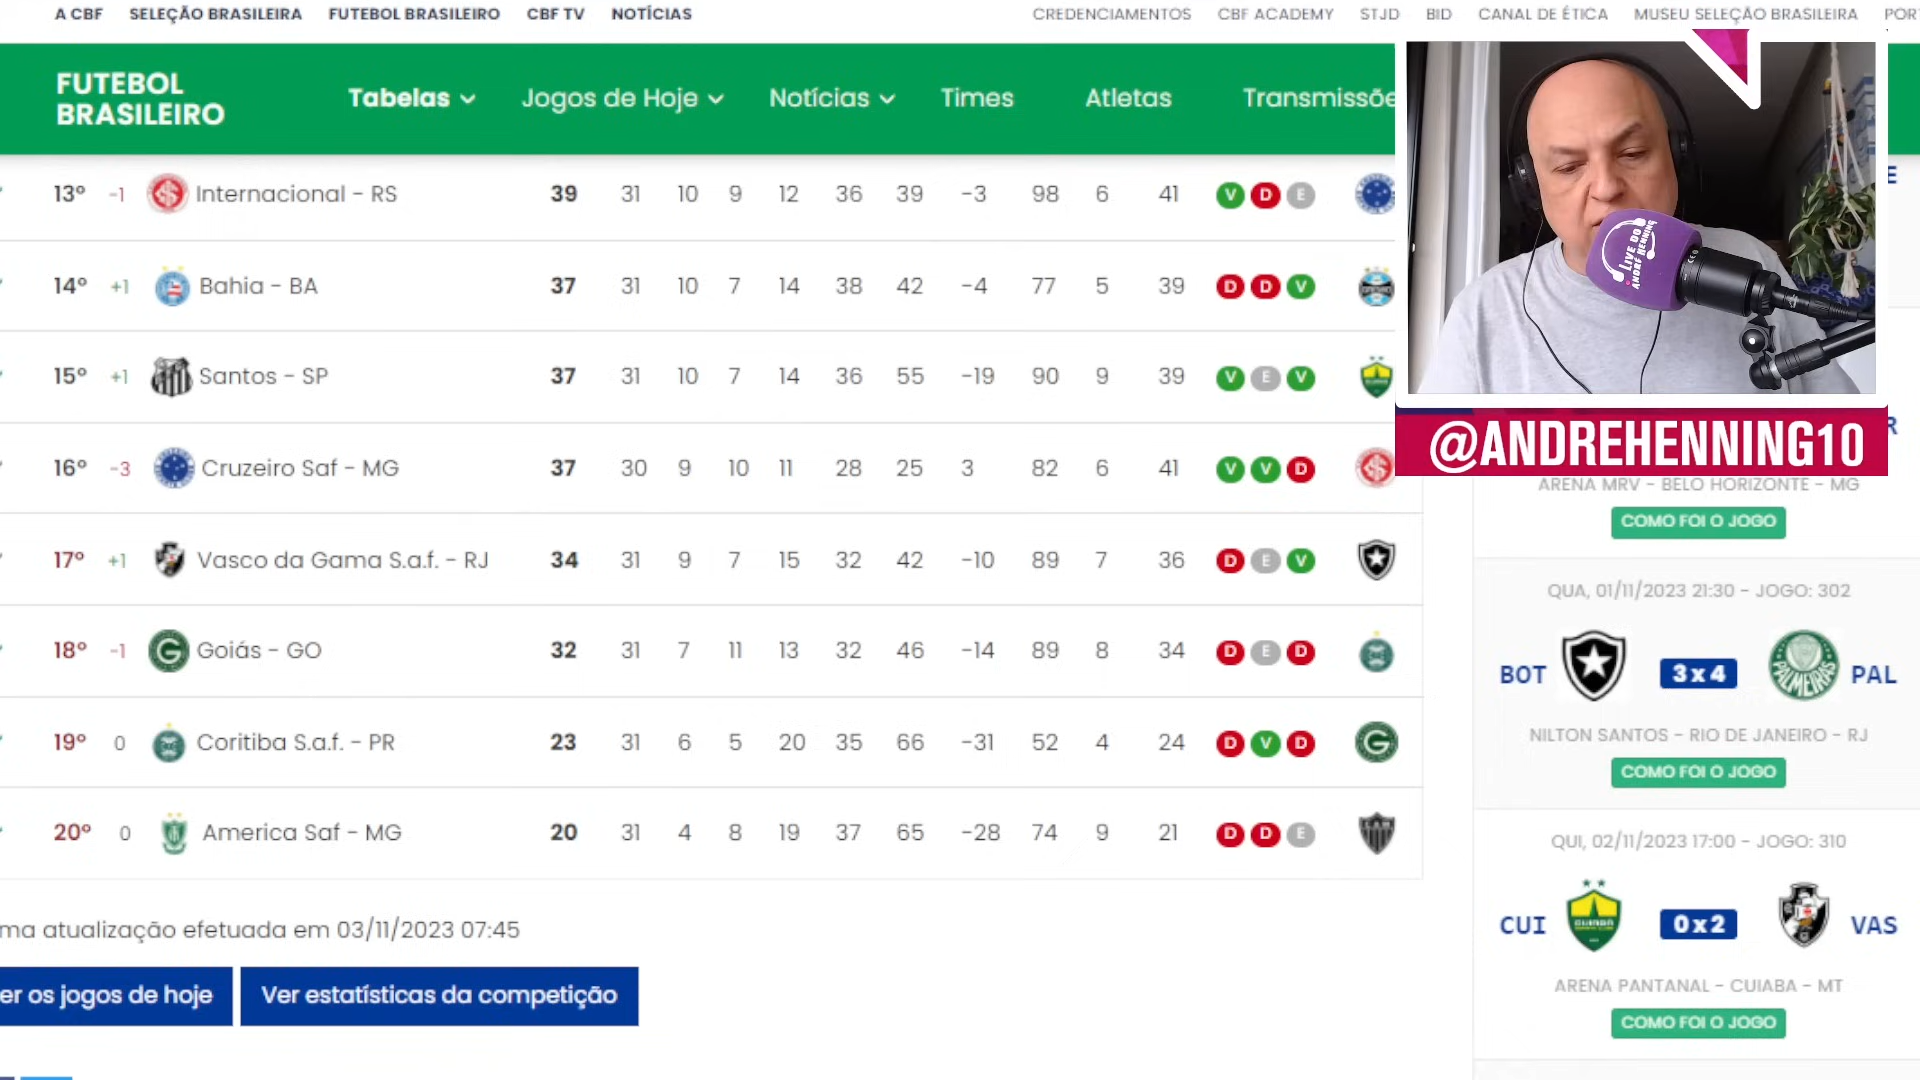 A CBF SELEÇÃO BRASILEIRA FUTEBOL BRASILEIRO CBF TV NOTÍCIAS CREDENCIAMENTOS CBF ACADEMY STJD BID CANAL DE ÉTICA MUSEU SELEÇÃO BRASILEIRA POR
FUTEBOL
BRASILEIRO
Tabelas Jogos de Hoje Notícias Times Atletas Transmissõe
13º -1 Internacional - RS 39 31 10 9 12 36 39 -3 98 6 41 V D E
14º +1 Bahia - BA 37 31 10 7 14 38 42 -4 77 5 39 D D V
15º +1 Santos - SP 37 31 10 7 14 36 55 -19 90 9 39 V E V
16º -3 Cruzeiro Saf - MG 37 30 9 10 11 28 25 3 82 6 41 V V D
17º +1 Vasco da Gama S.a.f. - RJ 34 31 9 7 15 32 42 -10 89 7 36 D E V
18º -1 Goiás - GO 32 31 7 11 13 32 46 -14 89 8 34 D E D
19º 0 Coritiba S.a.f. - PR 23 31 6 5 20 35 66 -31 52 4 24 D V D
20º 0 America Saf - MG 20 31 4 8 19 37 65 -28 74 9 21 D D E
ma atualização efetuada em 03/11/2023 07:45
er os jogos de hoje
Ver estatísticas da competição
LIVE DO
ANDRÉ HENNING
E
@ANDREHENNING10
R
ARENA MRV - BELO HORIZONTE - MG
COMO FOI O JOGO
QUA, 01/11/2023 21:30 - JOGO: 302
BOT 3 x 4 PALMEIRAS PAL
NILTON SANTOS - RIO DE JANEIRO - RJ
COMO FOI O JOGO
QUI, 02/11/2023 17:00 - JOGO: 310
CUI 0 x 2 VAS
ARENA PANTANAL - CUIABA - MT
COMO FOI O JOGO